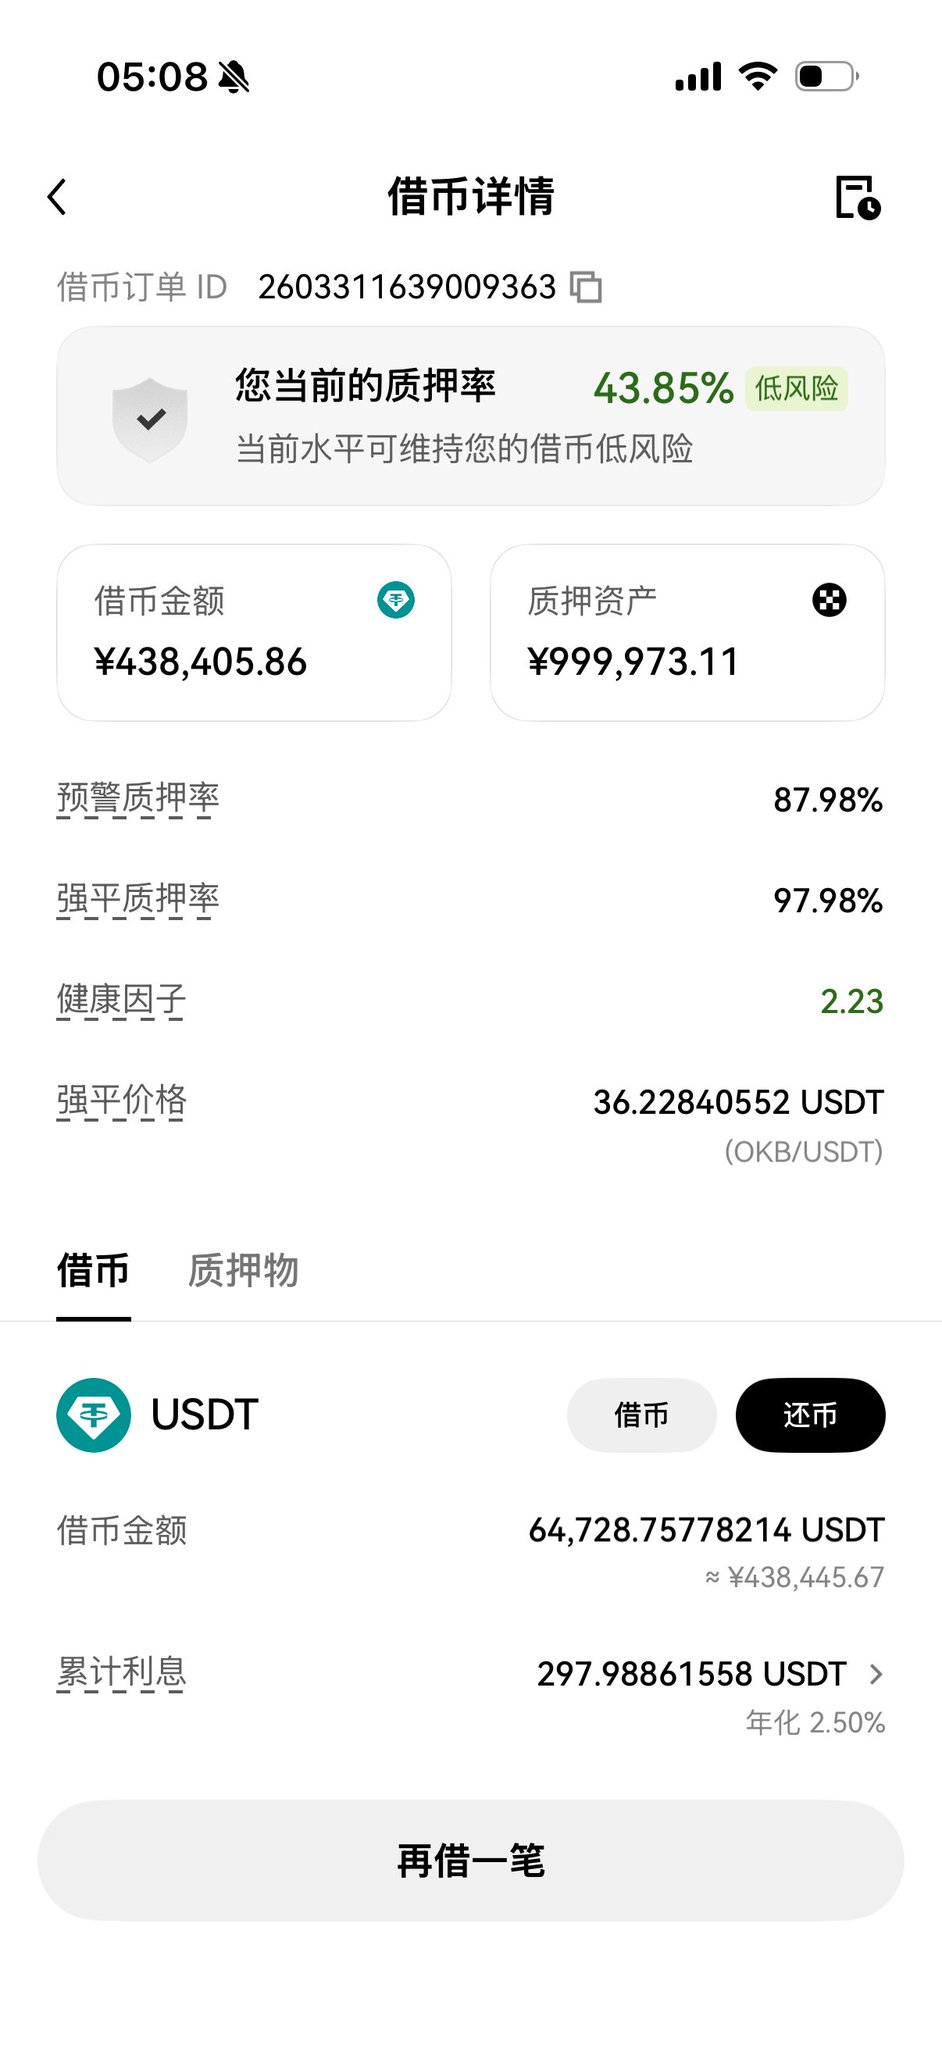 05:08
借币详情
借币订单 ID 2603311639009363
您当前的质押率 43.85% 低风险
当前水平可维持您的借币低风险
借币金额
¥438,405.86
质押资产
¥999,973.11
预警质押率 87.98%
强平质押率 97.98%
健康因子 2.23
强平价格 36.22840552 USDT
(OKB/USDT)
借币 质押物
USDT 借币 还币
借币金额 64,728.75778214 USDT
≈ ¥438,445.67
累计利息 297.98861558 USDT
年化 2.50%
再借一笔